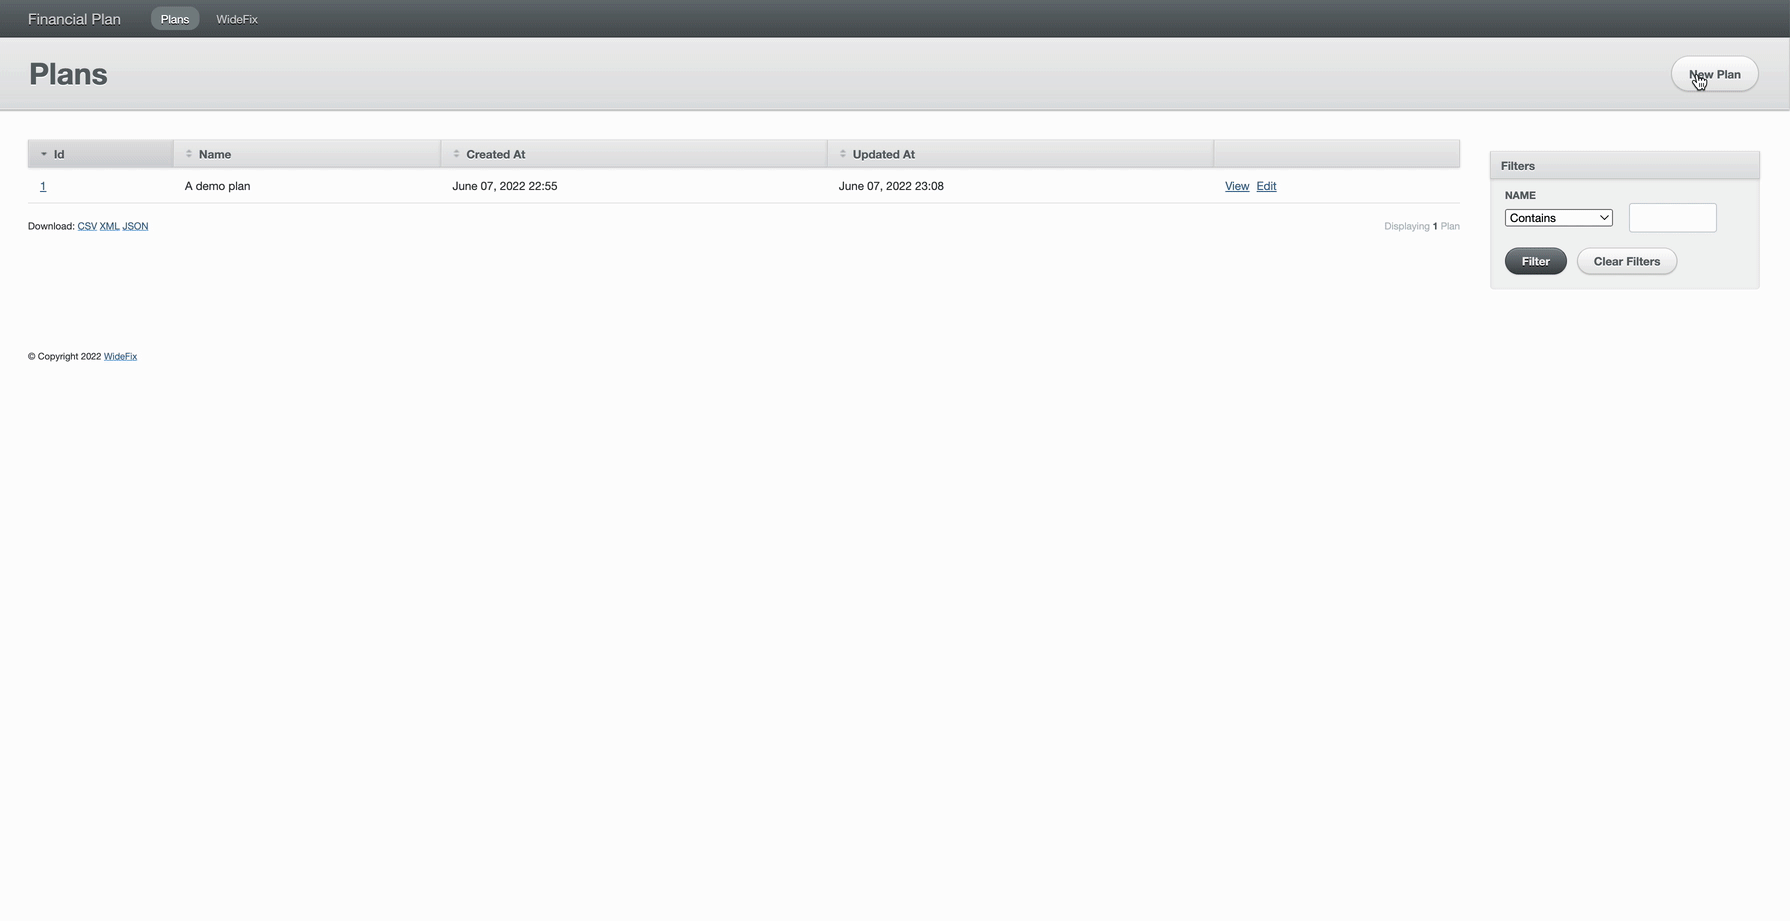 Financial Plan Plans WideFix
Plans
New Plan
Id Name Created At Updated At
1 A demo plan June 07, 2022 22:55 June 07, 2022 23:08 View Edit
Download: CSV XML JSON
Displaying 1 Plan
Filters
NAME
Contains
Filter Clear Filters
© Copyright 2022 WideFix